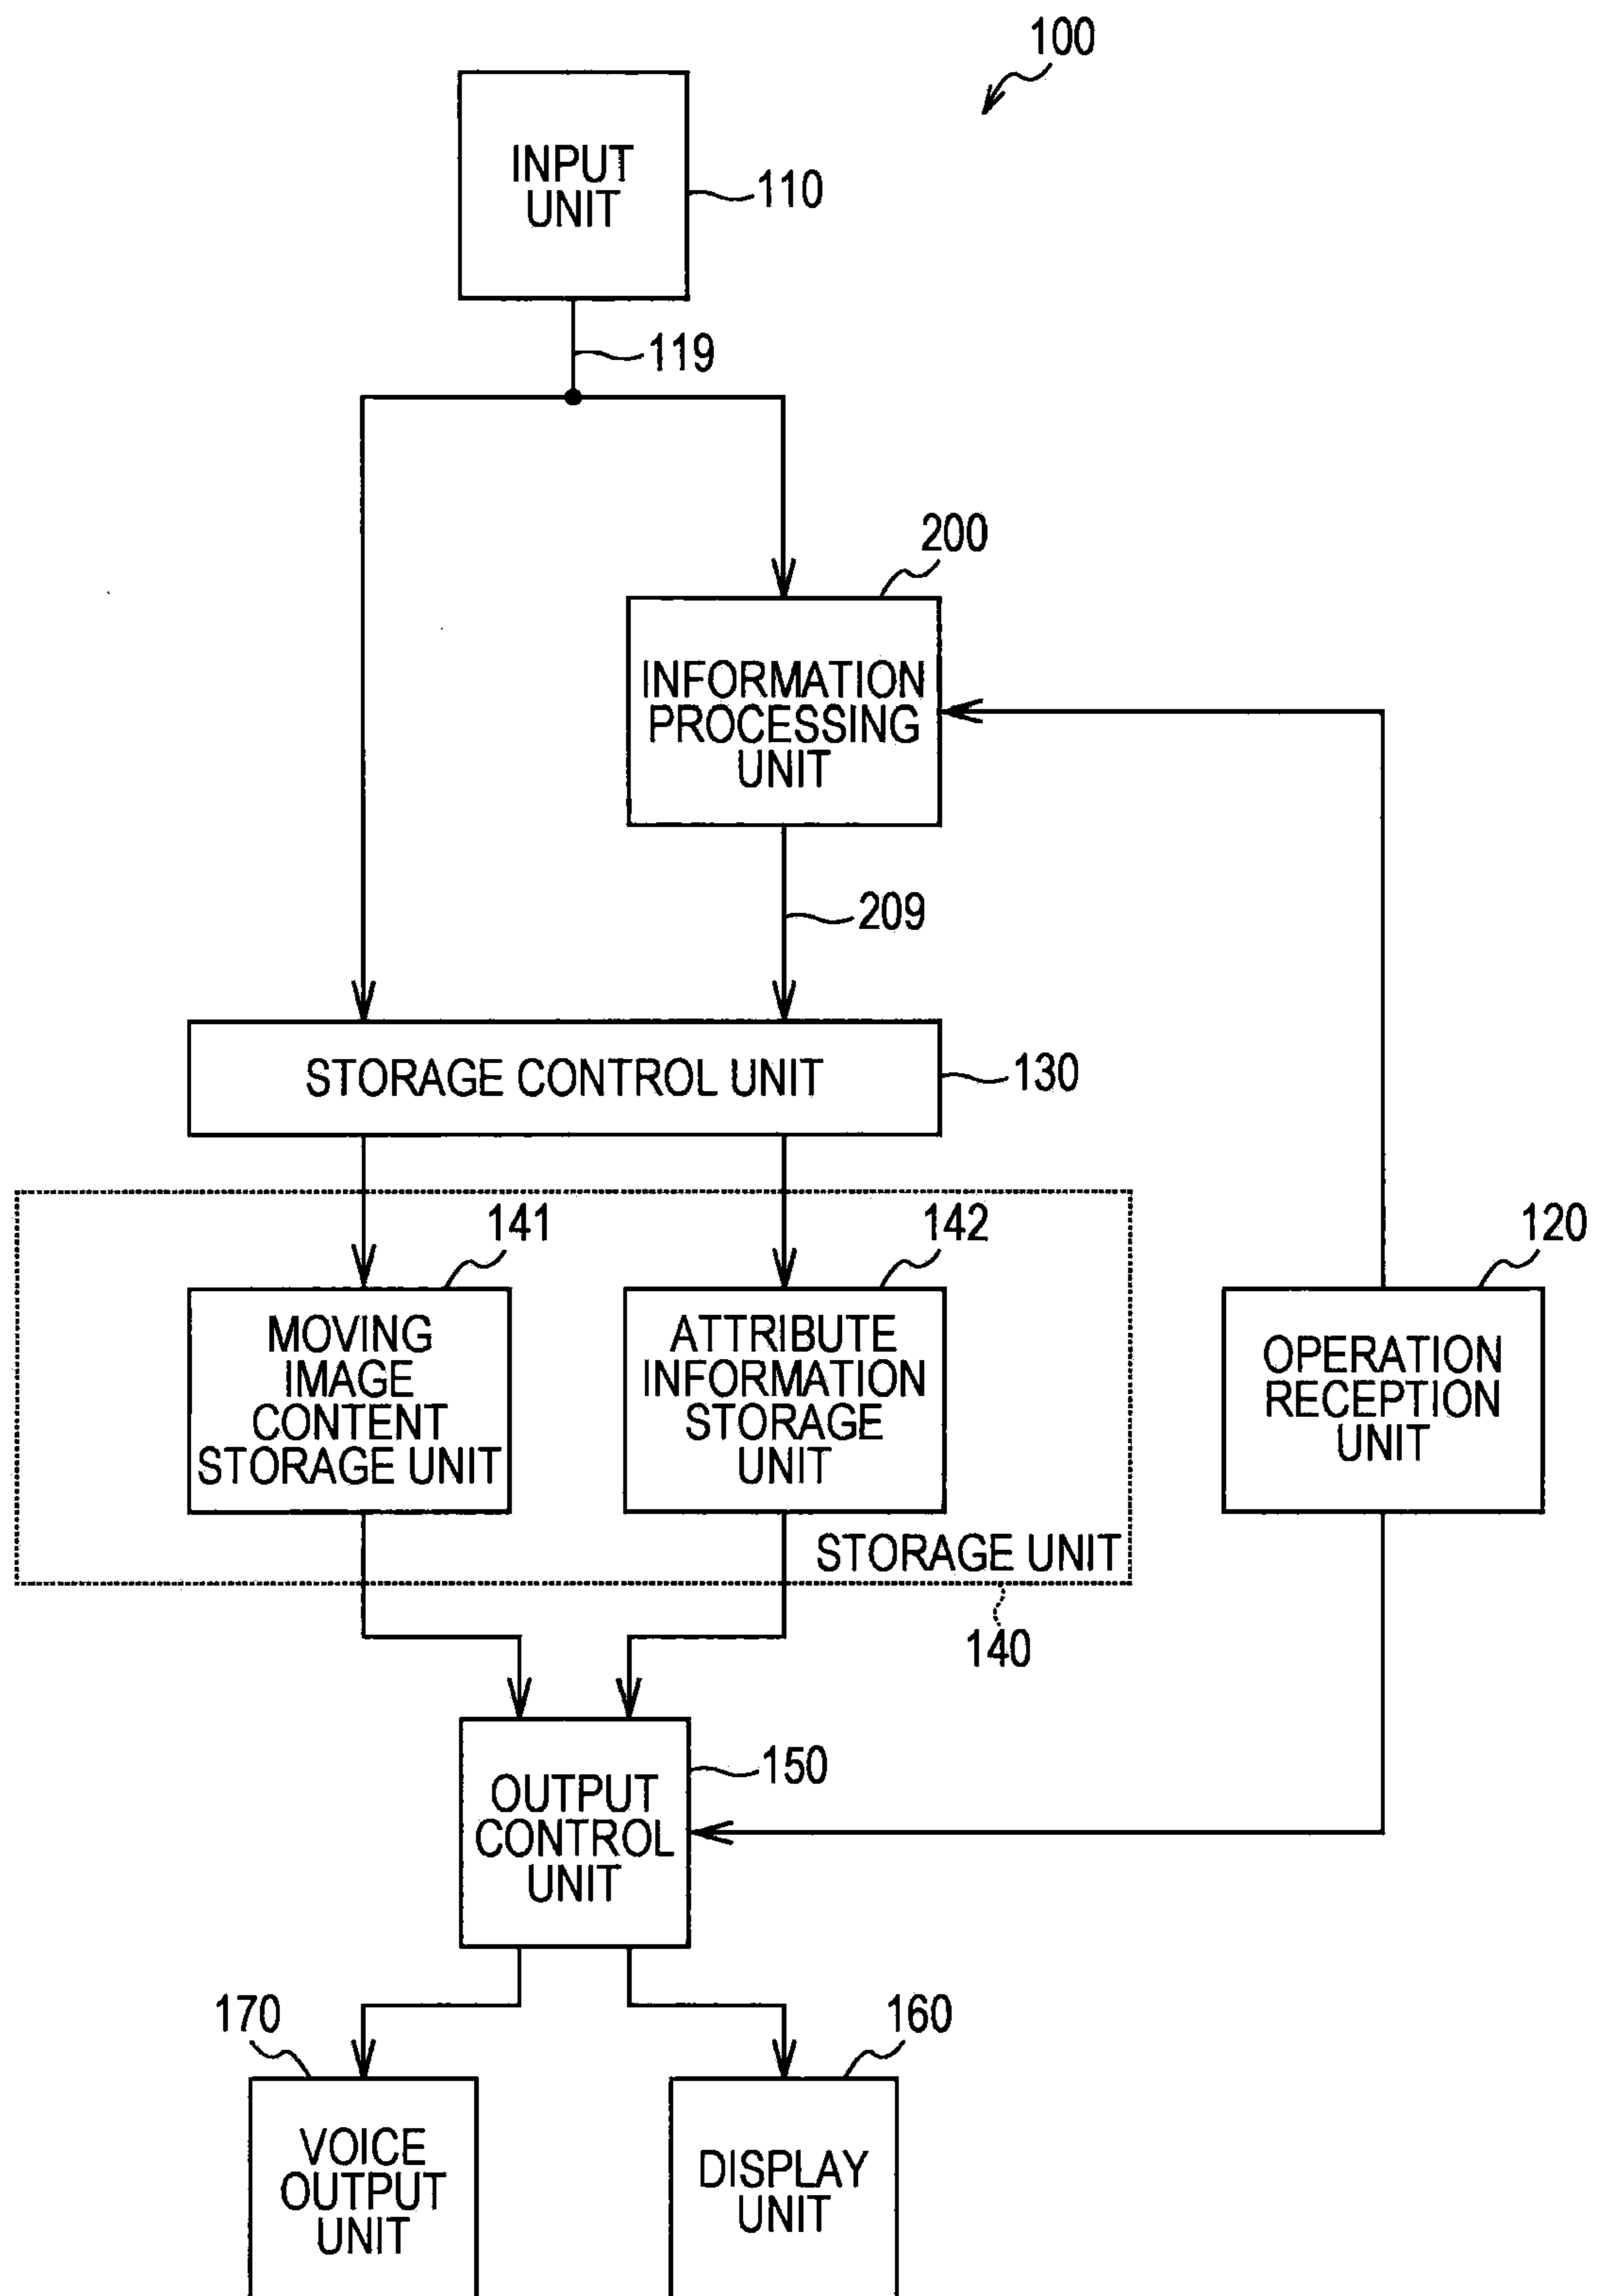 100
INPUT
UNIT
110
119
200
INFORMATION
PROCESSING
UNIT
209
STORAGE CONTROL UNIT
130
141
142
120
MOVING
IMAGE
CONTENT
STORAGE UNIT
ATTRIBUTE
INFORMATION
STORAGE
UNIT
OPERATION
RECEPTION
UNIT
STORAGE UNIT
140
150
OUTPUT
CONTROL
UNIT
170
160
VOICE
OUTPUT
UNIT
DISPLAY
UNIT